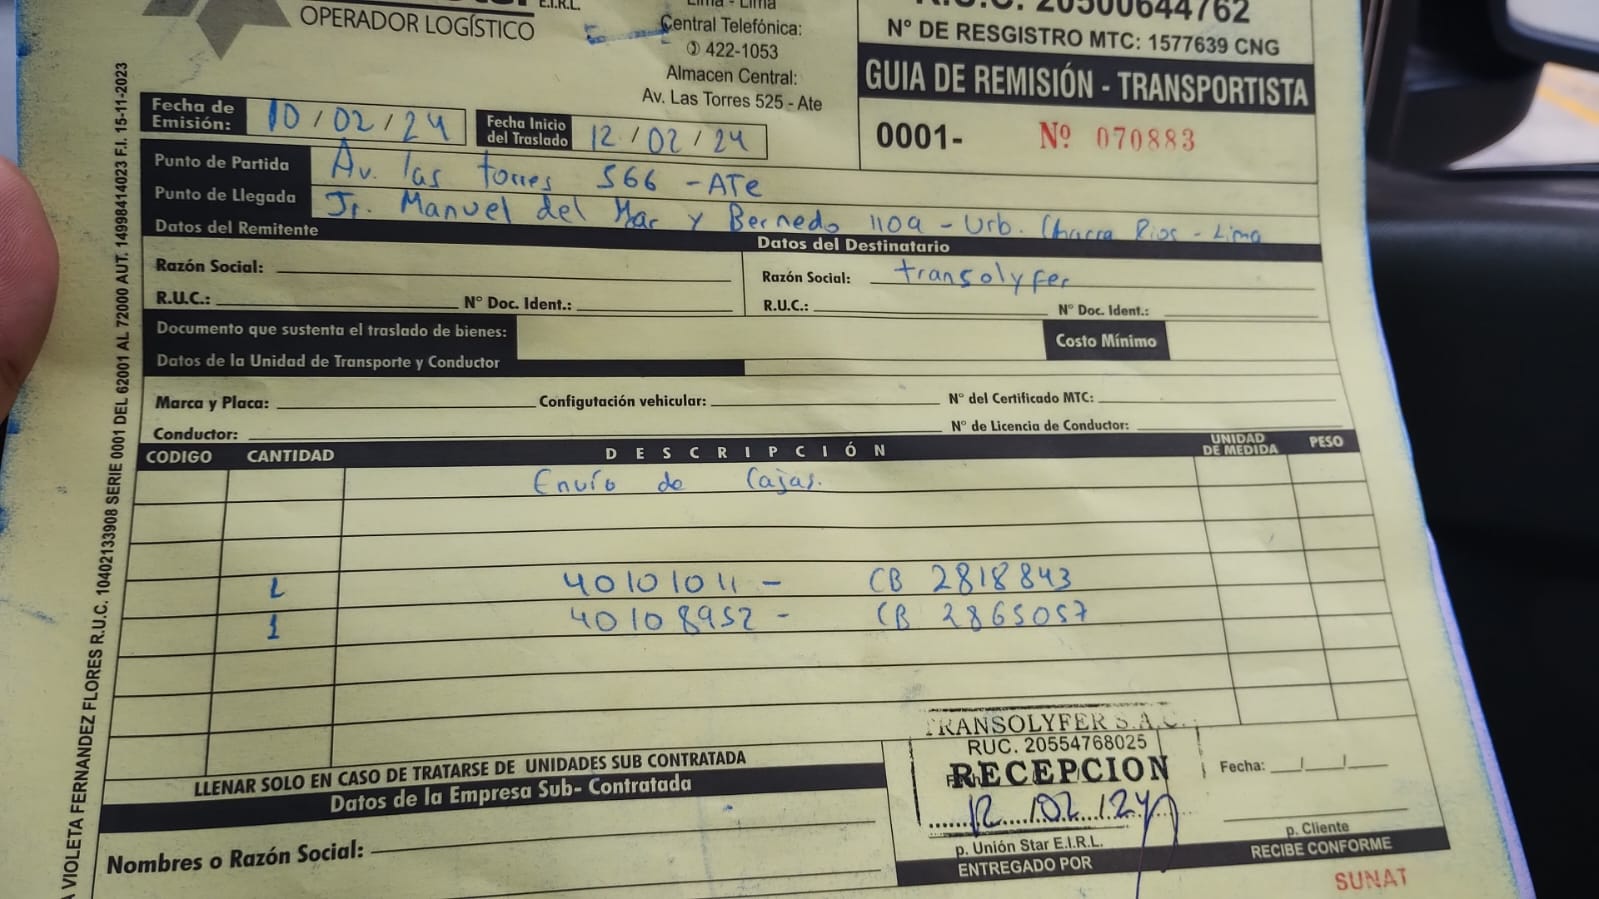 E.I.R.L.
OPERADOR LOGÍSTICO
Lima - Lima
Central Telefónica:
422-1053
Almacen Central:
Av. Las Torres 525 - Ate
R.U.C. 20500644762
N° DE RESGISTRO MTC: 1577639 CNG
GUIA DE REMISIÓN - TRANSPORTISTA
0001- Nº 070883
Fecha de Emisión: 10/02/24 Fecha Inicio del Traslado 12/02/24
Punto de Partida Av. las torres 566 - ATe
Punto de Llegada Jr. Manuel del Mar y Bernedo 1109 - Urb. Chacra Rios - Lima
Datos del Remitente
Datos del Destinatario
Razón Social:
Razón Social: transolyfer
R.U.C.: N° Doc. Ident.:
R.U.C.: N° Doc. Ident.:
Documento que sustenta el traslado de bienes:
Costo Mínimo
Datos de la Unidad de Transporte y Conductor
Marca y Placa: Configutación vehicular: N° del Certificado MTC:
Conductor: N° de Licencia de Conductor:
CODIGO CANTIDAD DESCRIPCIÓN UNIDAD DE MEDIDA PESO
Envío de Cajas.
40101011 - CB 2818843
1 40108952 - CB 2865057
LLENAR SOLO EN CASO DE TRATARSE DE UNIDADES SUB CONTRATADA
Datos de la Empresa Sub- Contratada
Nombres o Razón Social:
TRANSOLYFER S.A.C.
RUC. 20554768025
RECEPCION
12/02/24
p. Unión Star E.I.R.L.
ENTREGADO POR
Fecha: __/__/__
p. Cliente
RECIBE CONFORME
SUNAT
A VIOLETA FERNANDEZ FLORES R.U.C. 10402133908 SERIE 0001 DEL 62001 AL 72000 AUT. 1499841402 3 F.I. 15-11-2023